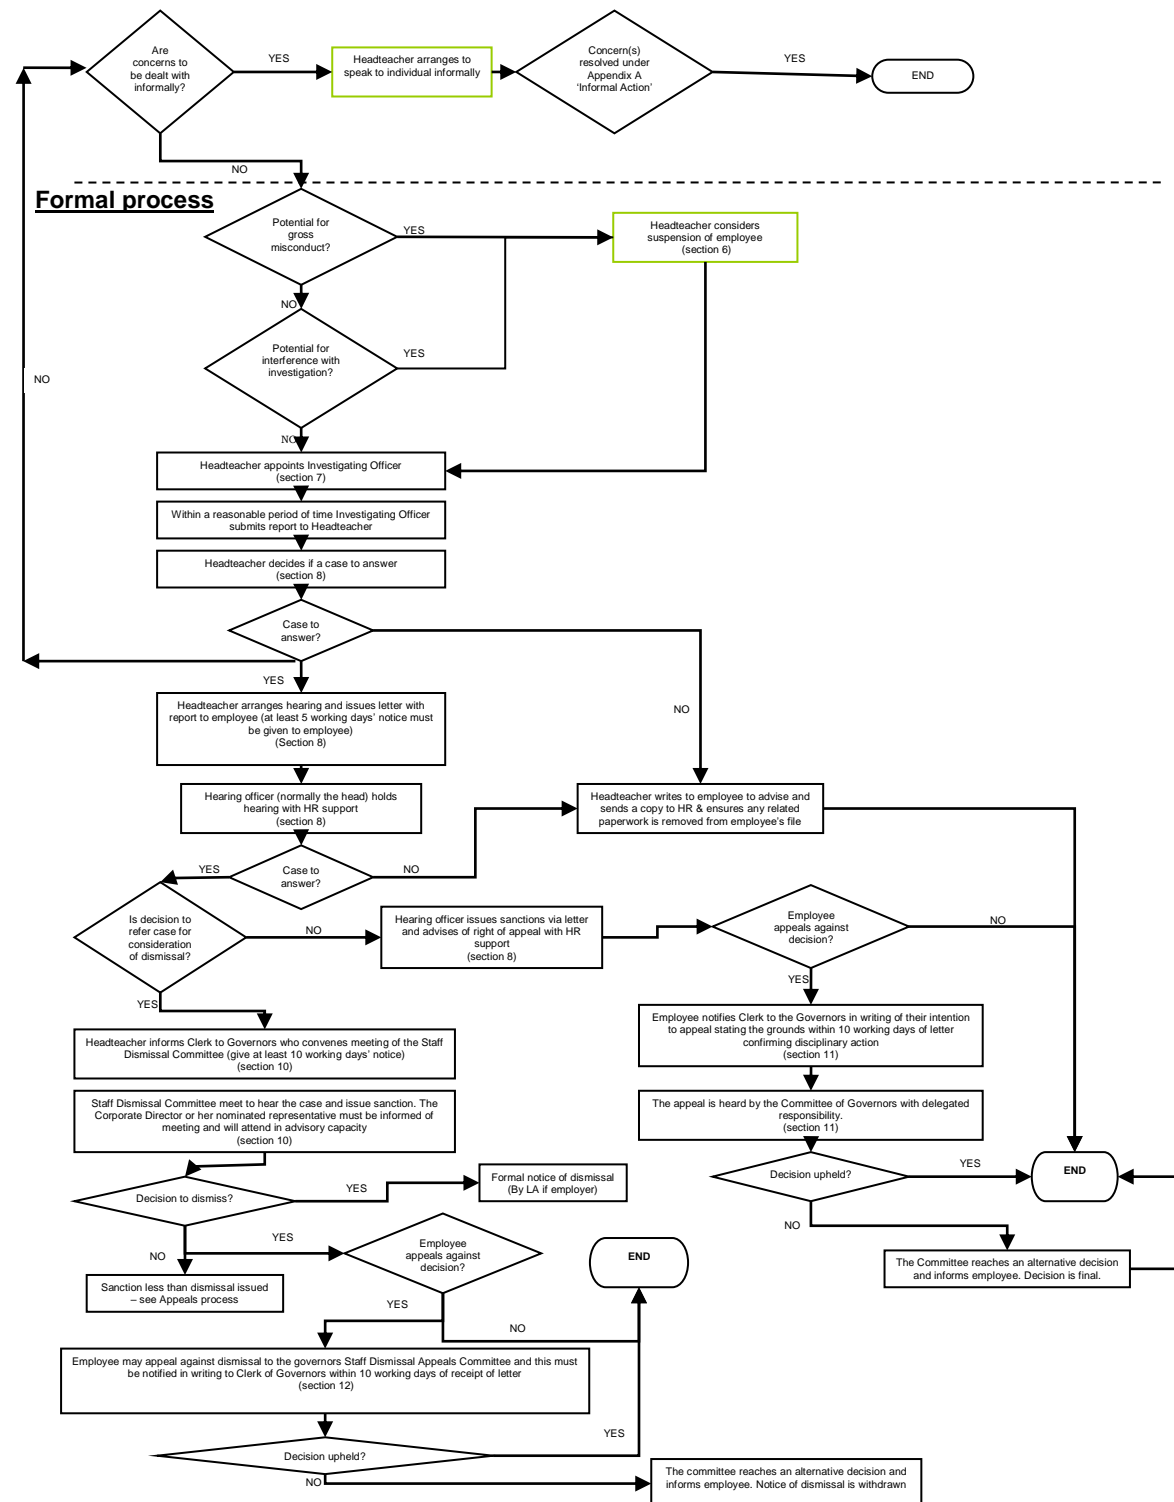 Are
concerns to
be dealt with
informally?
YES
Headteacher arranges to
speak to individual informally
Concern(s)
resolved under
Appendix A
‘Informal Action’
YES
END
NO
Formal process
Potential for
gross
misconduct?
YES
Headteacher considers
suspension of employee
(section 6)
NO
Potential for
interference with
investigation?
YES
NO
NO
Headteacher appoints Investigating Officer
(section 7)
Within a reasonable period of time Investigating Officer
submits report to Headteacher
Headteacher decides if a case to answer
(section 8)
Case to
answer?
YES
NO
Headteacher arranges hearing and issues letter with
report to employee (at least 5 working days’ notice must
be given to employee)
(Section 8)
Hearing officer (normally the head) holds
hearing with HR support
(section 8)
Headteacher writes to employee to advise and
sends a copy to HR & ensures any related
paperwork is removed from employee’s file
YES
Case to
answer?
NO
Is decision to
refer case for
consideration
of dismissal?
NO
Hearing officer issues sanctions via letter
and advises of right of appeal with HR
support
(section 8)
Employee
appeals against
decision?
NO
YES
YES
Employee notifies Clerk to the Governors in writing of their intention
to appeal stating the grounds within 10 working days of letter
confirming disciplinary action
(section 11)
Headteacher informs Clerk to Governors who convenes meeting of the Staff
Dismissal Committee (give at least 10 working days’ notice)
(section 10)
Staff Dismissal Committee meet to hear the case and issue sanction. The
Corporate Director or her nominated representative must be informed of
meeting and will attend in advisory capacity
(section 10)
The appeal is heard by the Committee of Governors with delegated
responsibility.
(section 11)
Decision upheld?
YES
END
Decision to dismiss?
YES
Formal notice of dismissal
(By LA if employer)
NO
The Committee reaches an alternative decision
and informs employee. Decision is final.
NO
YES
Employee
appeals against
decision?
END
Sanction less than dismissal issued
– see Appeals process
YES
NO
Employee may appeal against dismissal to the governors Staff Dismissal Appeals Committee and this must
be notified in writing to Clerk of Governors within 10 working days of receipt of letter
(section 12)
YES
Decision upheld?
NO
The committee reaches an alternative decision and
informs employee. Notice of dismissal is withdrawn